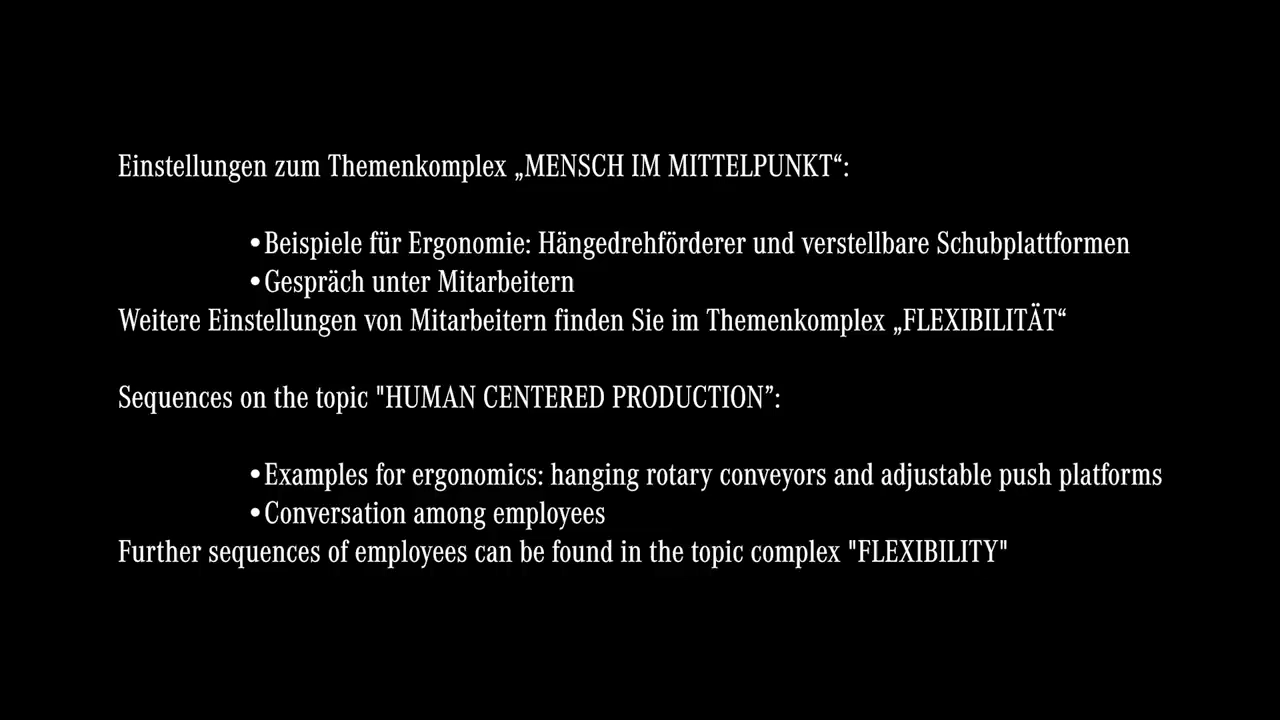 Einstellungen zum Themenkomplex „MENSCH IM MITTELPUNKT“:
•Beispiele für Ergonomie: Hängedrehförderer und verstellbare Schubplattformen
•Gespräch unter Mitarbeitern
Weitere Einstellungen von Mitarbeitern finden Sie im Themenkomplex „FLEXIBILITÄT“
Sequences on the topic "HUMAN CENTERED PRODUCTION”:
•Examples for ergonomics: hanging rotary conveyors and adjustable push platforms
•Conversation among employees
Further sequences of employees can be found in the topic complex "FLEXIBILITY"